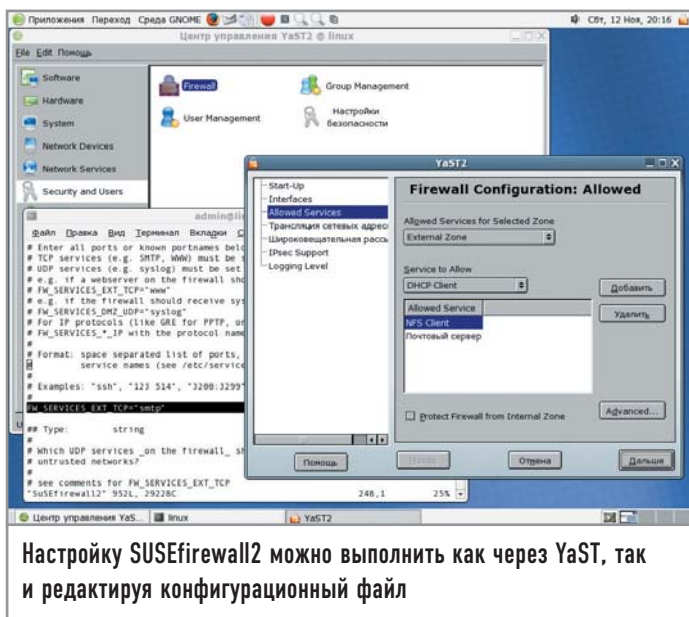 Приложения Переход Среда GNOME
Сбт, 12 Ноя, 20:16
Центр управления YaST2 @ linux
File Edit Помощь
Software
Hardware
System
Network Devices
Network Services
Security and Users
Firewall
Group Management
User Management
Настройки безопасности
admin@li
Файл Правка Вид Терминал Вкладки С
# Enter all ports or known portnames belo
# TCP services (e.g. SMTP, WWW) must be s
# UDP services (e.g. syslog) must be set
# e.g. if a webserver on the firewall sho
# FW_SERVICES_EXT_TCP="www"
# e.g. if the firewall should receive sys
# FW_SERVICES_DMZ_UDP="syslog"
# For IP protocols (like GRE for PPTP, or
# FW_SERVICES_*_IP with the protocol name
#
# Format: space separated list of ports,
# service names (see /etc/service
#
# Examples: "ssh", "123 514", "3200:3299"
#
FW_SERVICES_EXT_TCP="smtp"
## Type: string
#
# Which UDP services _on the firewall_ sh
# untrusted networks?
#
# see comments for FW_SERVICES_EXT_TCP
"SuSEfirewall2" 952L, 29228C 248,1 25%
YaST2
Start-Up
Interfaces
Allowed Services
Трансляция сетевых адресо
Широковещательная рассы
IPsec Support
Logging Level
Firewall Configuration: Allowed
Allowed Services for Selected Zone
External Zone
Service to Allow
DHCP Client
Добавить
Allowed Service
NFS Client
Почтовый сервер
Удалить
Protect Firewall from Internal Zone
Advanced...
Помощь
Отмена
Дальше
Центр управления YaS...
linux
YaST2
Настройку SUSEfirewall2 можно выполнить как через YaST, так
и редактируя конфигурационный файл